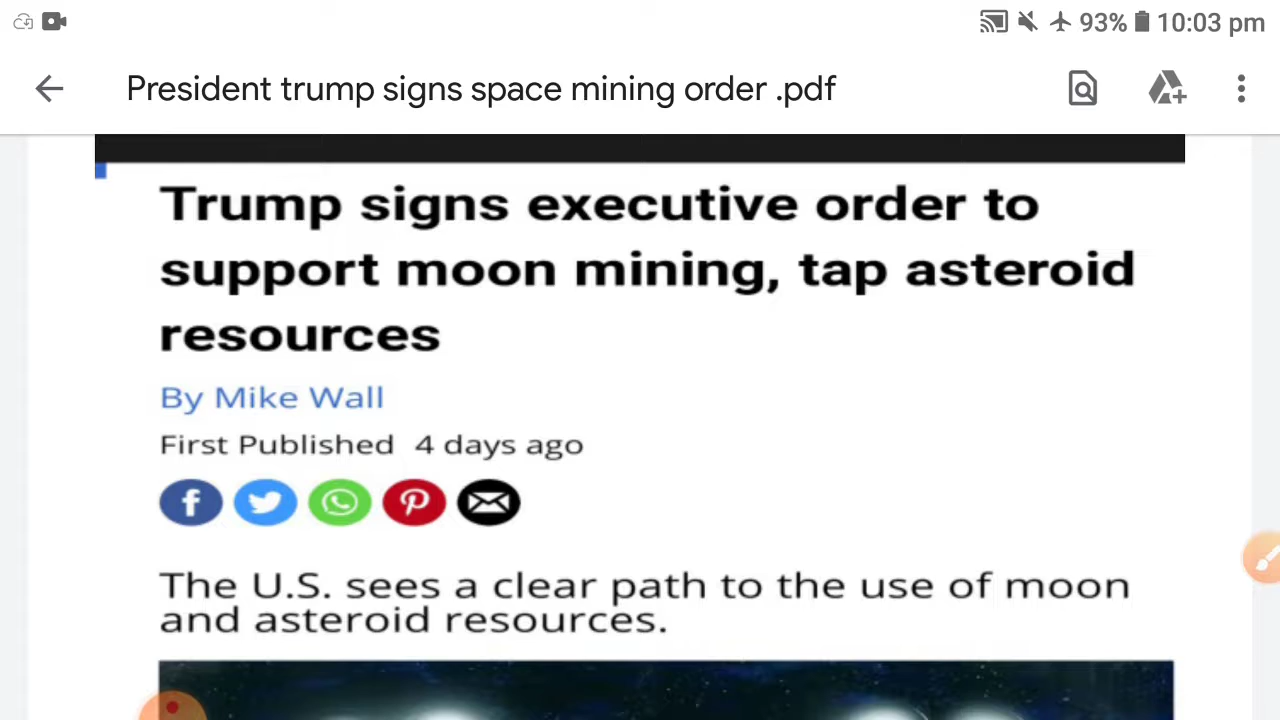 93% 10:03 pm
President trump signs space mining order .pdf
Trump signs executive order to
support moon mining, tap asteroid
resources
By Mike Wall
First Published 4 days ago
The U.S. sees a clear path to the use of moon
and asteroid resources.